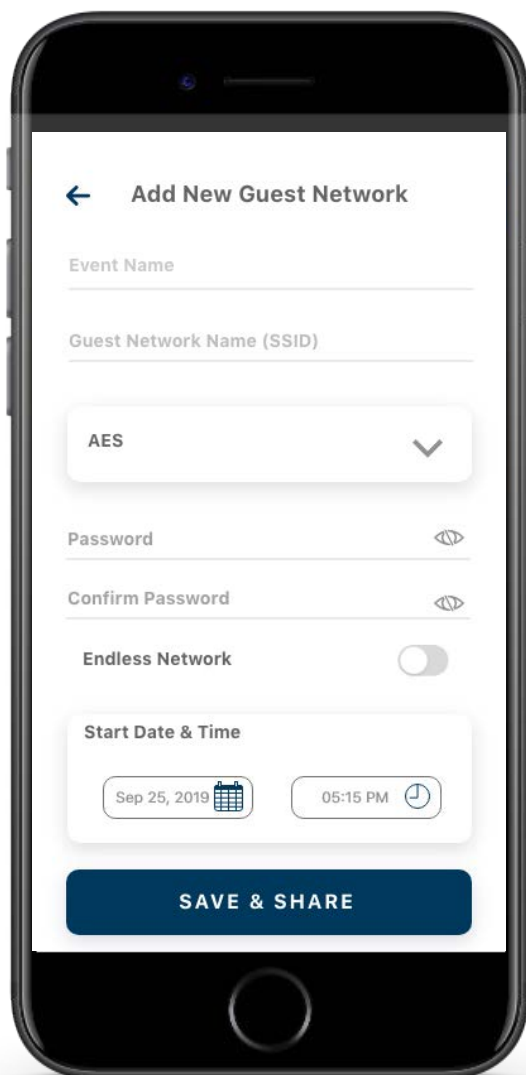 Add New Guest Network
Event Name
Guest Network Name (SSID)
AES
Password
Confirm Password
Endless Network
Start Date & Time
Sep 25, 2019 05:15 PM
SAVE & SHARE